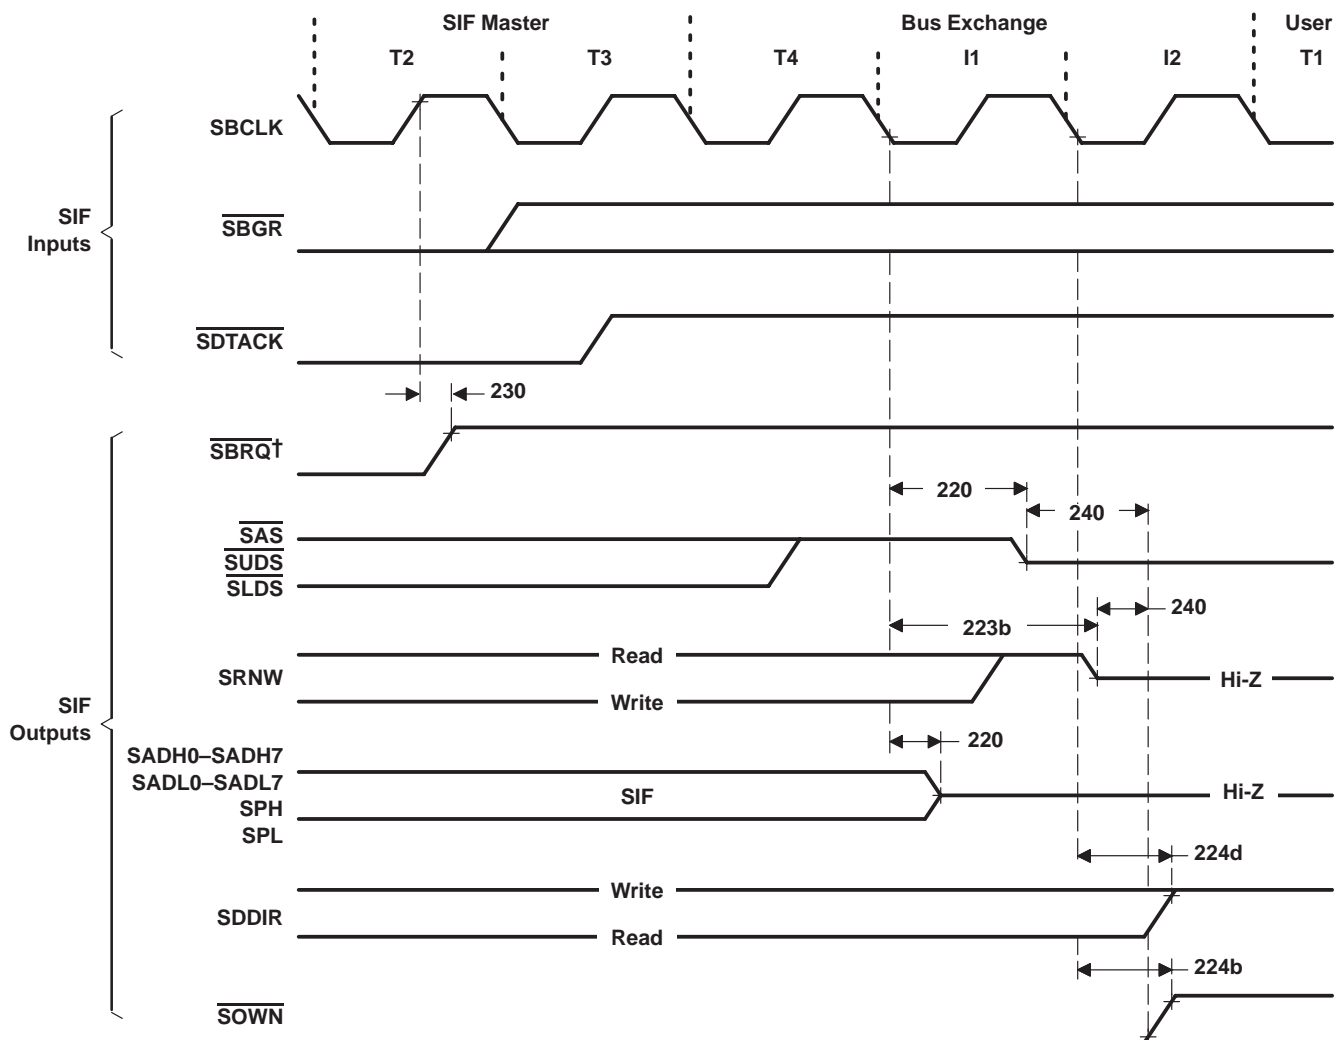 SIF Master
Bus Exchange
User
T2
T3
T4
I1
I2
T1
SBCLK
SIF
Inputs
SBGR
SDTACK
230
SBRQ†
220
240
SAS
SUDS
SLDS
240
223b
SRNW
Read
Write
Hi-Z
SIF
Outputs
220
SADH0–SADH7
SADL0–SADL7
SPH
SPL
SIF
Hi-Z
224d
SDDIR
Write
Read
224b
SOWN